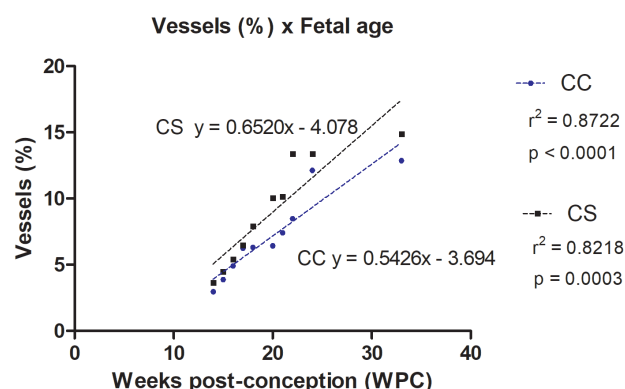 Vessels (%) x Fetal age
20
15
10
5
0
Vessels (%)
CS y = 0.6520x - 4.078
CC y = 0.5426x - 3.694
0 10 20 30 40
Weeks post-conception (WPC)
CC
r² = 0.8722
p < 0.0001
CS
r² = 0.8218
p = 0.0003